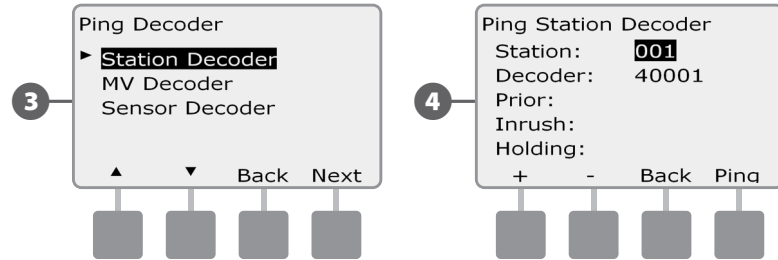 3
Ping Decoder
► Station Decoder
MV Decoder
Sensor Decoder
▲ ▼ Back Next
4
Ping Station Decoder
Station: 001
Decoder: 40001
Prior:
Inrush:
Holding:
+ - Back Ping